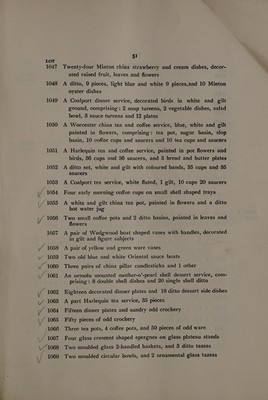 51
LOT
1047 Twenty-four Minton china strawberry and cream dishes, decor-
ated raised fruit, leaves and flowers
1048 A ditto, 9 pieces, light blue and white 9 pieces, and 10 Minton
oyster dishes
1049 A Coalport dinner service, decorated birds in white and gilt
ground, comprising: 2 soup tureens, 2 vegetable dishes, salad
bowl, 3 sauce tureens and 12 plates
1050 A Worcester china tea and coffee service, blue, white and gilt
painted in flowers, comprising: tea pot, sugar basin, slop
basin, 10 coffee cups and saucers and 10 tea cups and saucers
1051 A Harlequin tea and coffee service, painted in pot flowers and
birds, 36 cups and 36 saucers, and 3 bread and butter plates
1052 A ditto set, white and gilt with coloured bands, 35 cups and 35
saucers
1053 A Coalport tea service, white fluted, 1 gilt, 10 cups 20 saucers
1054 Four early morning coffee cups on small shell shaped trays
1055 A white and gilt china tea pot, painted in flowers and a ditto
hot water jug
1056 Two small coffee pots and 2 ditto basins, painted in leaves and
flowers
1057 A pair of Wedgwood boat shaped vases with handles, decorated
in gilt and figure subjects
1058 A pair of yellow and green ware vases
1059 Two old blue and white Oriental sauce boats
1060 Three pairs of china pillar candlesticks and 1 other
1061 An ormolu mounted mother-o'-pearl shell dessert service, com-
prising: 8 double shell dishes and 20 single shell ditto
1062 Eighteen decorated dinner plates and 18 ditto dessert side dishes
1063 A part Harlequin tea service, 35 pieces
1064 Fifteen dinner plates and sundry odd crockery
1065 Fifty pieces of odd crockery
1066 Three tea pots, 4 coffee pots, and 50 pieces of odd ware
1067 Four glass crescent shaped epergnes on glass plateau stands
1068 Two moulded glass 2-handled baskets, and 3 ditto tazzas
1069 Two moulded circular bowls, and 2 ornamental glass tazzas